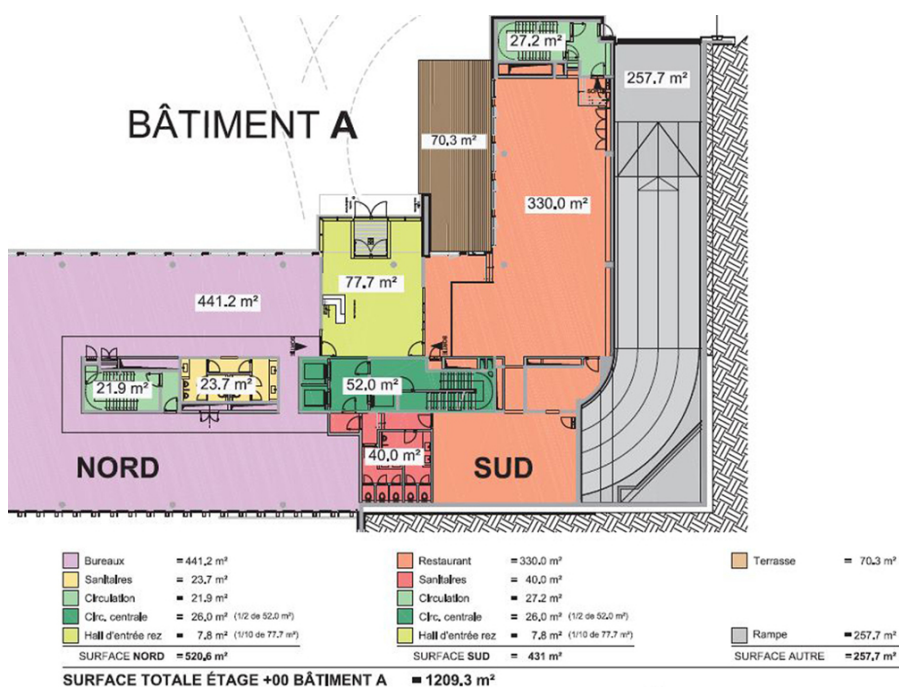 27.2 m²
257.7 m²
BÂTIMENT A
70.3 m²
330.0 m²
77.7 m²
441.2 m²
SORTIE
SORTIE
21.9 m²
23.7 m²
52.0 m²
40.0 m²
NORD
SUD
Bureaux = 441.2 m²
Sanitaires = 23.7 m²
Circulation = 21.9 m²
Circ. centrale = 26.0 m² (1/2 de 52.0 m²)
Hall d'entrée rez = 7.8 m² (1/10 de 77.7 m²)
SURFACE NORD = 520.6 m²
Restaurant = 330.0 m²
Sanitaires = 40.0 m²
Circulation = 27.2 m²
Circ. centrale = 26.0 m² (1/2 de 52.0 m²)
Hall d'entrée rez = 7.8 m² (1/10 de 77.7 m²)
SURFACE SUD = 431 m²
Terrasse = 70.3 m²
Rampe = 257.7 m²
SURFACE AUTRE = 257.7 m²
SURFACE TOTALE ÉTAGE +00 BÂTIMENT A = 1209.3 m²